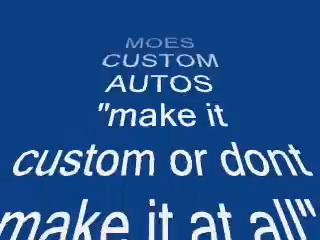 MOES
CUSTOM
AUTOS
"make it
custom or dont
make it at all"